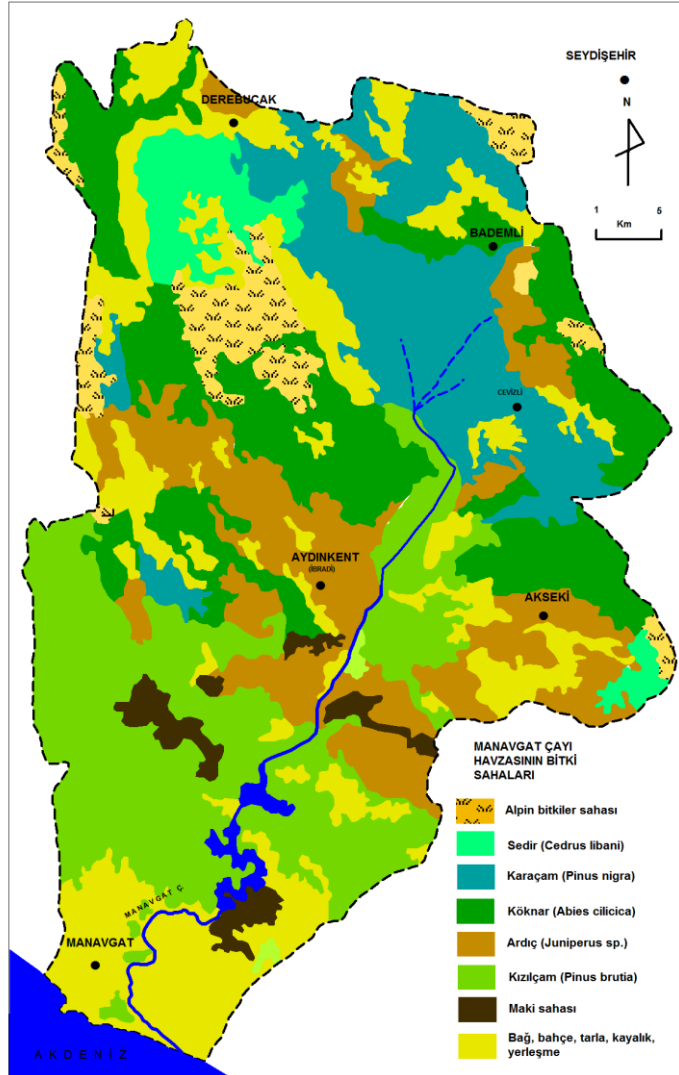 SEYDİŞEHİR
N
1 5
Km
DEREBUCAK
BADEMLİ
CEVİZLİ
AYDINKENT
(İBRADİ)
AKSEKİ
MANAVGAT ÇAYI
HAVZASININ BİTKİ
SAHALARI
Alpin bitkiler sahası
Sedir (Cedrus libani)
Karaçam (Pinus nigra)
Köknar (Abies cilicica)
Ardıç (Juniperus sp.)
Kızılçam (Pinus brutia)
Maki sahası
Bağ, bahçe, tarla, kayalık,
yerleşme
MANAVGAT Ç.
MANAVGAT
AKDENİZ